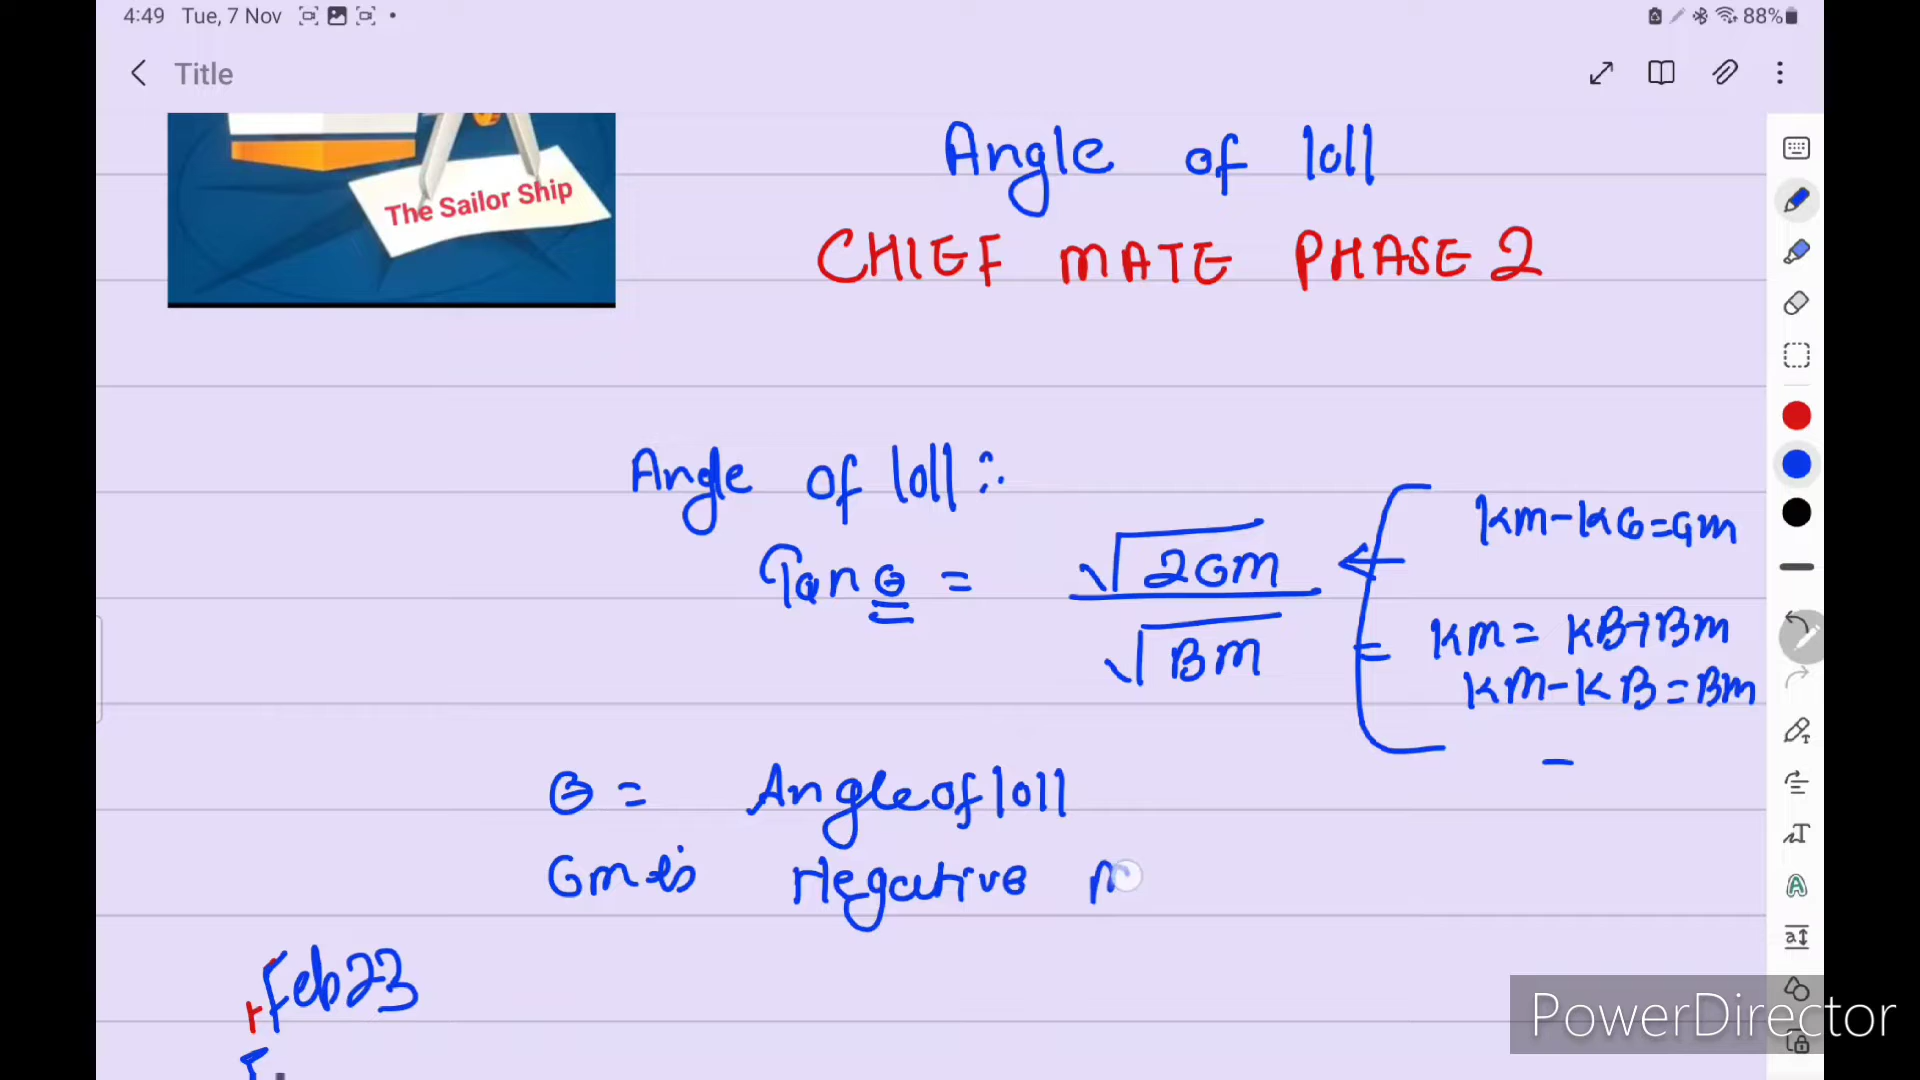 4:49 Tue, 7 Nov 88%
Title
The Sailor Ship
Angle of loll
CHIEF MATE PHASE 2
Angle of loll :-
Tan θ = √2GM / √BM
KM-KG=GM
KM = KB+BM
KM-KB=BM
θ = Angle of loll
GM is Negative
Feb 23
PowerDirector